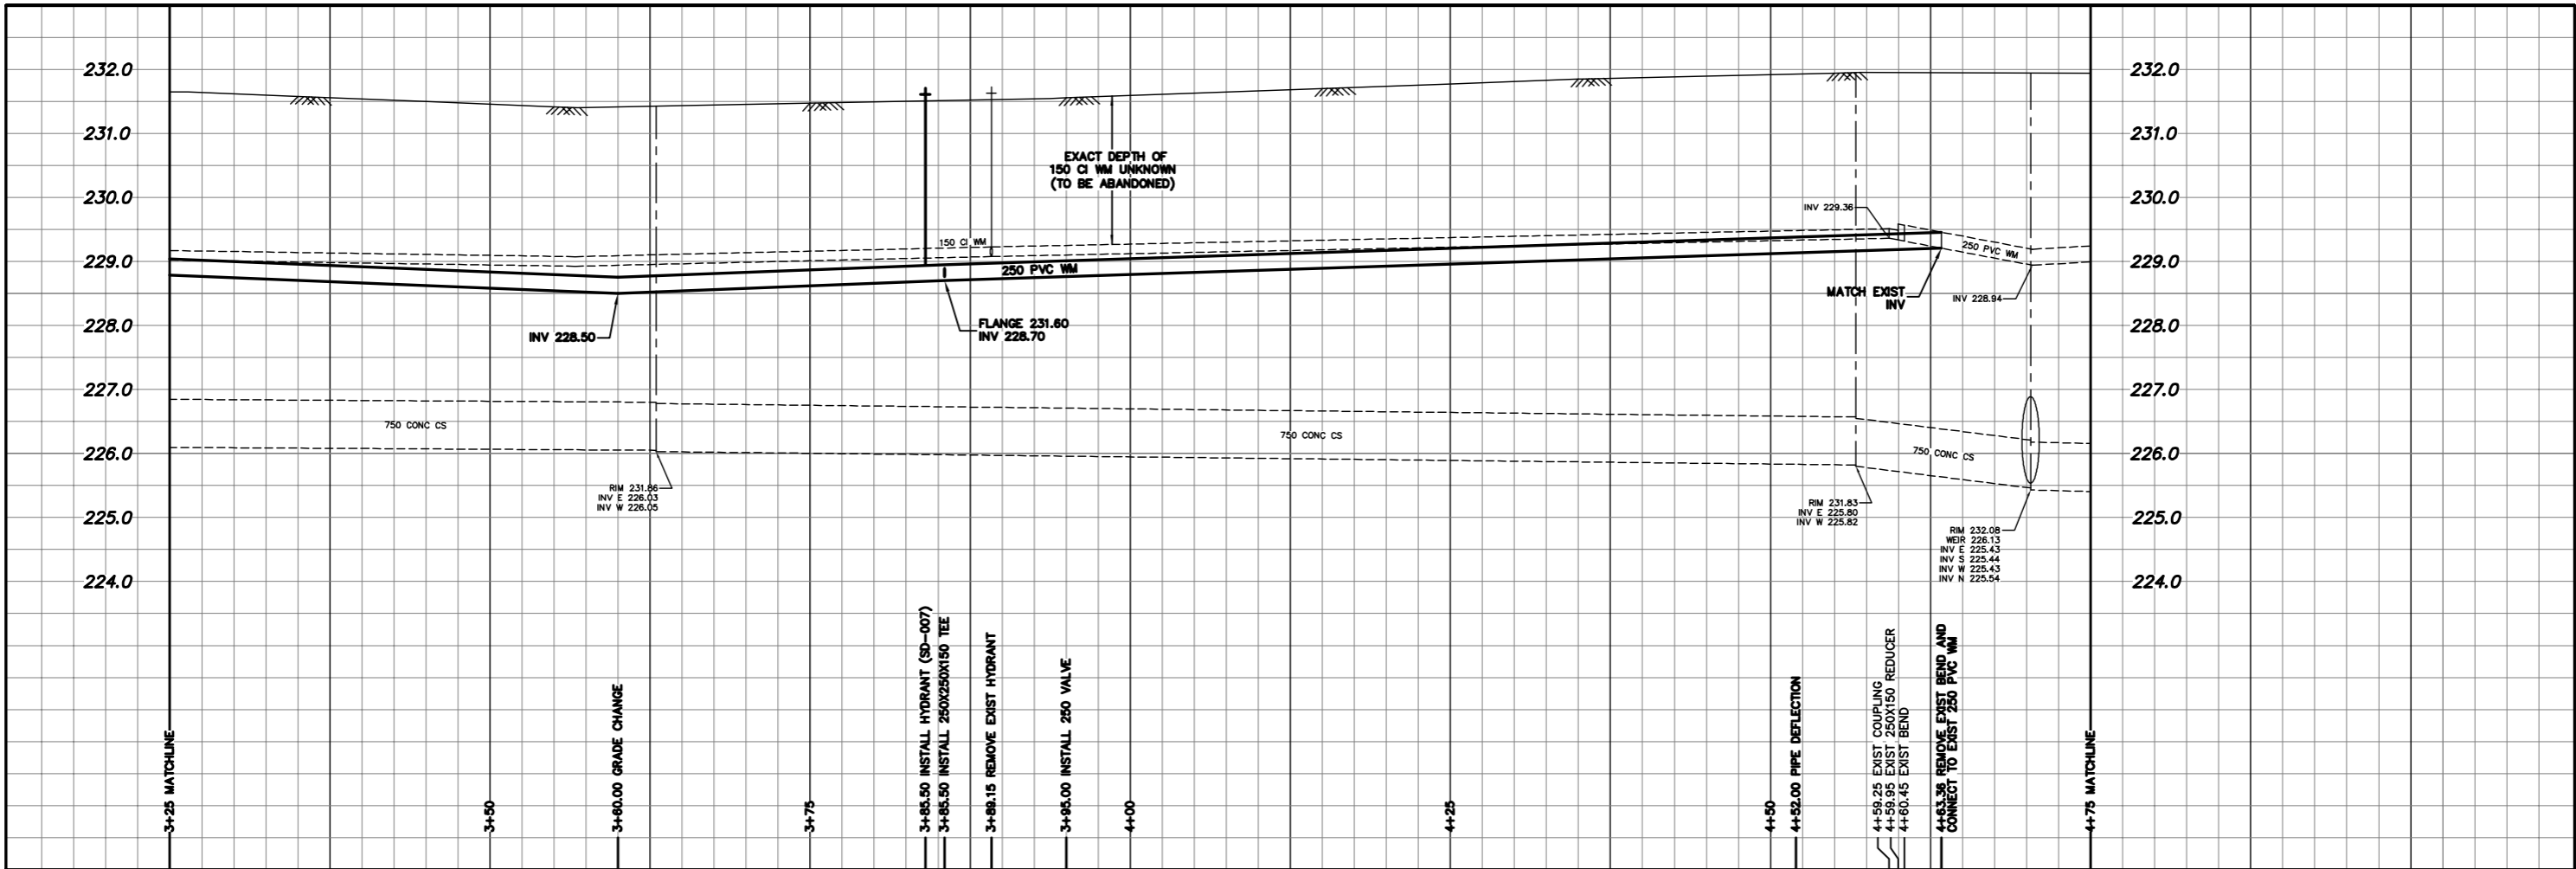 232.0
232.0
231.0
231.0
EXACT DEPTH OF
150 CI WM UNKNOWN
(TO BE ABANDONED)
230.0
230.0
INV 229.36
150 CI WM
250 PVC WM
229.0
229.0
250 PVC WM
MATCH EXIST
INV
INV 228.94
228.0
228.0
INV 228.50
FLANGE 231.60
INV 228.70
227.0
227.0
750 CONC CS
750 CONC CS
750 CONC CS
226.0
226.0
RIM 231.86
INV E 226.03
INV W 226.05
RIM 231.83
INV E 225.80
INV W 225.82
225.0
225.0
RIM 232.08
WEIR 226.13
INV E 225.43
INV S 225.44
INV W 225.43
INV N 225.54
224.0
224.0
3+25 MATCHLINE
3+50
3+60.00 GRADE CHANGE
3+75
3+85.50 INSTALL HYDRANT (SD-007)
3+85.50 INSTALL 250X250X150 TEE
3+89.15 REMOVE EXIST HYDRANT
3+95.00 INSTALL 250 VALVE
4+00
4+25
4+50
4+52.00 PIPE DEFLECTION
4+59.25 EXIST COUPLING
4+59.95 EXIST 250X150 REDUCER
4+60.45 EXIST BEND
4+63.36 REMOVE EXIST BEND AND
CONNECT TO EXIST 250 PVC WM
4+75 MATCHLINE